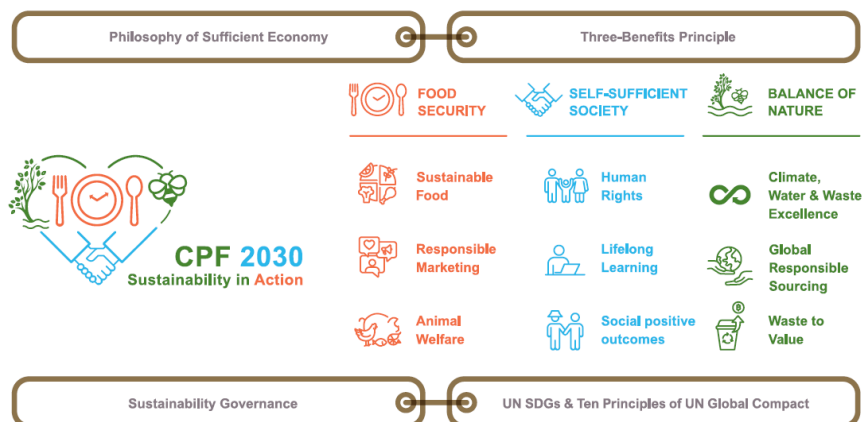 Philosophy of Sufficient Economy
Three-Benefits Principle
FOOD
SECURITY
SELF-SUFFICIENT
SOCIETY
BALANCE OF
NATURE
Sustainable
Food
Human
Rights
Climate,
Water & Waste
Excellence
CPF 2030
Sustainability in Action
Responsible
Marketing
Lifelong
Learning
Global
Responsible
Sourcing
Animal
Welfare
Social positive
outcomes
Waste to
Value
Sustainability Governance
UN SDGs & Ten Principles of UN Global Compact